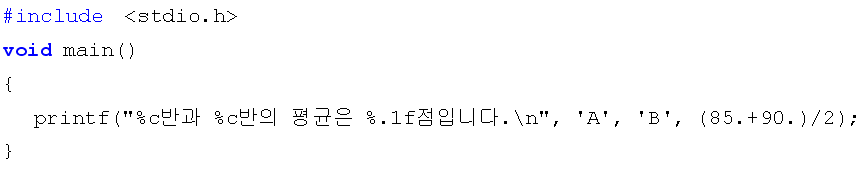 #include <stdio.h>
void main()
{
printf("%c반과 %c반의 평균은 %.1f점입니다.\n", 'A', 'B', (85.+90.)/2);
}